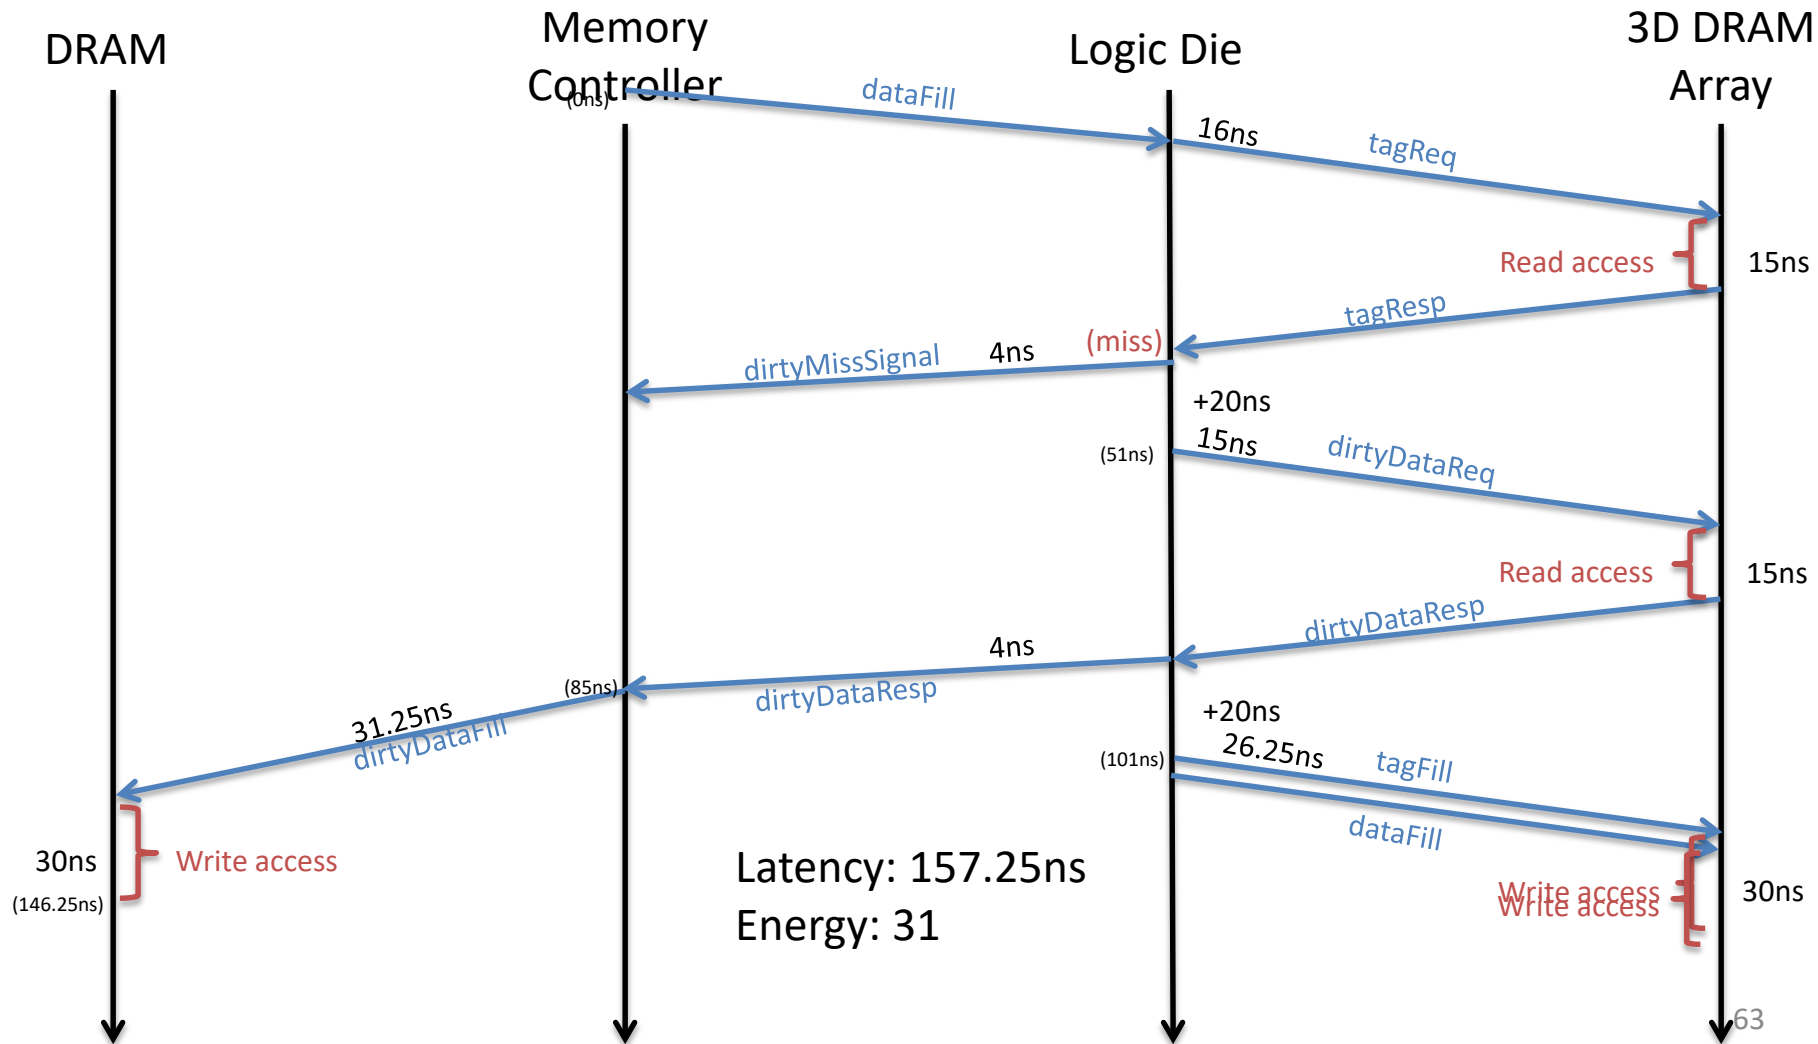 DRAM
Memory
Controller
Logic Die
3D DRAM
Array
(0ns)
dataFill
16ns
tagReq
Read access
15ns
tagResp
(miss)
4ns
dirtyMissSignal
+20ns
15ns
(51ns)
dirtyDataReq
Read access
15ns
dirtyDataResp
4ns
(85ns)
dirtyDataResp
31.25ns
dirtyDataFill
+20ns
26.25ns
(101ns)
tagFill
dataFill
30ns
Write access
(146.25ns)
Latency: 157.25ns
Energy: 31
Write access
Write access
30ns
63